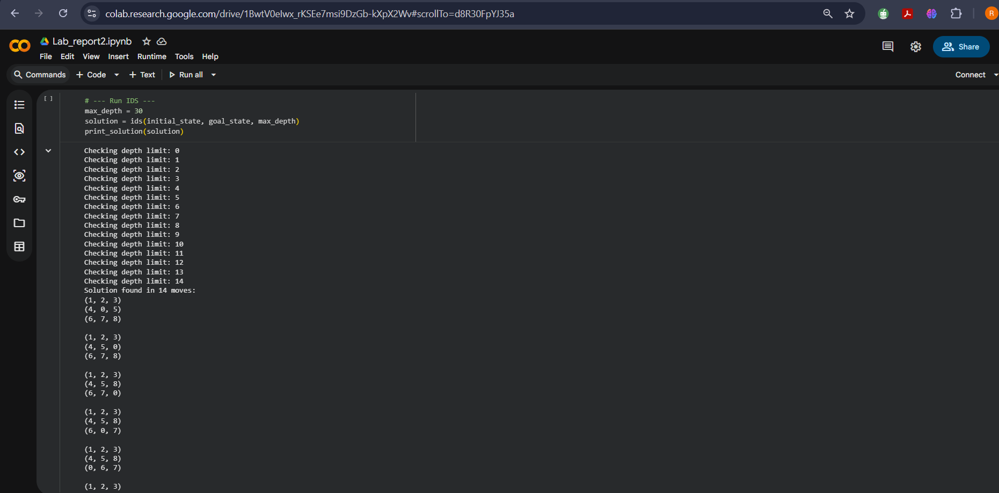 colab.research.google.com/drive/1BwtV0eIwx_rKSEe7msi9DzGb-kXpX2Wv#scrollTo=d8R30FpYJ35a
R
CO
Lab_report2.ipynb
File Edit View Insert Runtime Tools Help
Share
Commands + Code + Text Run all
Connect
[ ]
# --- Run IDS ---
max_depth = 30
solution = ids(initial_state, goal_state, max_depth)
print_solution(solution)
Checking depth limit: 0
Checking depth limit: 1
Checking depth limit: 2
Checking depth limit: 3
Checking depth limit: 4
Checking depth limit: 5
Checking depth limit: 6
Checking depth limit: 7
Checking depth limit: 8
Checking depth limit: 9
Checking depth limit: 10
Checking depth limit: 11
Checking depth limit: 12
Checking depth limit: 13
Checking depth limit: 14
Solution found in 14 moves:
(1, 2, 3)
(4, 0, 5)
(6, 7, 8)
(1, 2, 3)
(4, 5, 0)
(6, 7, 8)
(1, 2, 3)
(4, 5, 8)
(6, 7, 0)
(1, 2, 3)
(4, 5, 8)
(6, 0, 7)
(1, 2, 3)
(4, 5, 8)
(0, 6, 7)
(1, 2, 3)